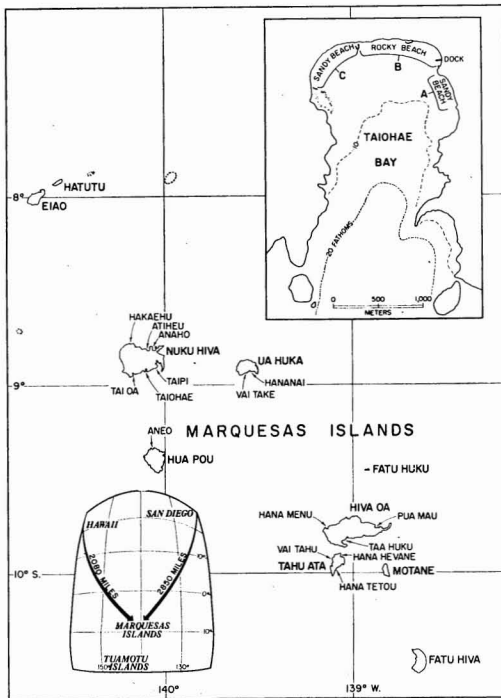 SANDY BEACH
ROCKY BEACH
DOCK
SANDY
BEACH
C
B
A
TAIOHAE
BAY
20 FATHOMS
0 500 1,000
METERS
HATUTU
8°
EIAO
HAKAEHU
ATIHEU
ANAHO
NUKU HIVA
UA HUKA
9°
TAIPI
HANANAI
TAI OA
TAIOHAE
VAI TAKE
ANEO
MARQUESAS ISLANDS
HUA POU
FATU HUKU
HIVA OA
HANA MENU
PUA MAU
TAA HUKU
VAI TAHU
HANA HEVANE
10° S.
TAHU ATA
MOTANE
HANA TETOU
SAN DIEGO
HAWAII
2080 MILES
2850 MILES
0°
MARQUESAS
ISLANDS
10°
TUAMOTU
150°
ISLANDS
130°
FATU HIVA
140°
139° W.